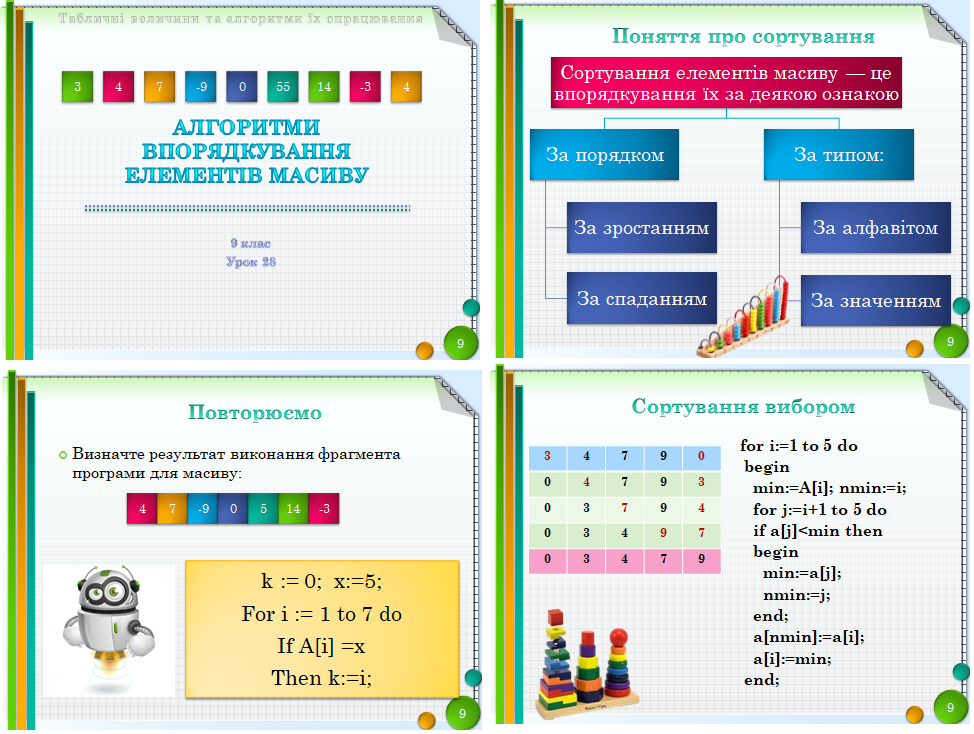 Табличні величини та алгоритми їх опрацювання
3 4 7 -9 0 55 14 -3 4
АЛГОРИТМИ
ВПОРЯДКУВАННЯ
ЕЛЕМЕНТІВ МАСИВУ
9 клас
Урок 28
9
Поняття про сортування
Сортування елементів масиву — це
впорядкування їх за деякою ознакою
За порядком
За зростанням
За спаданням
За типом:
За алфавітом
За значенням
9
Повторюємо
Визначте результат виконання фрагмента
програми для масиву:
4 7 -9 0 5 14 -3
k := 0; x:=5;
For i := 1 to 7 do
If A[i] =x
Then k:=i;
9
Сортування вибором
3 4 7 9 0
0 4 7 9 3
0 3 7 9 4
0 3 4 9 7
0 3 4 7 9
for i:=1 to 5 do
begin
min:=A[i]; nmin:=i;
for j:=i+1 to 5 do
if a[j]<min then
begin
min:=a[j];
nmin:=j;
end;
a[nmin]:=a[i];
a[i]:=min;
end;
9